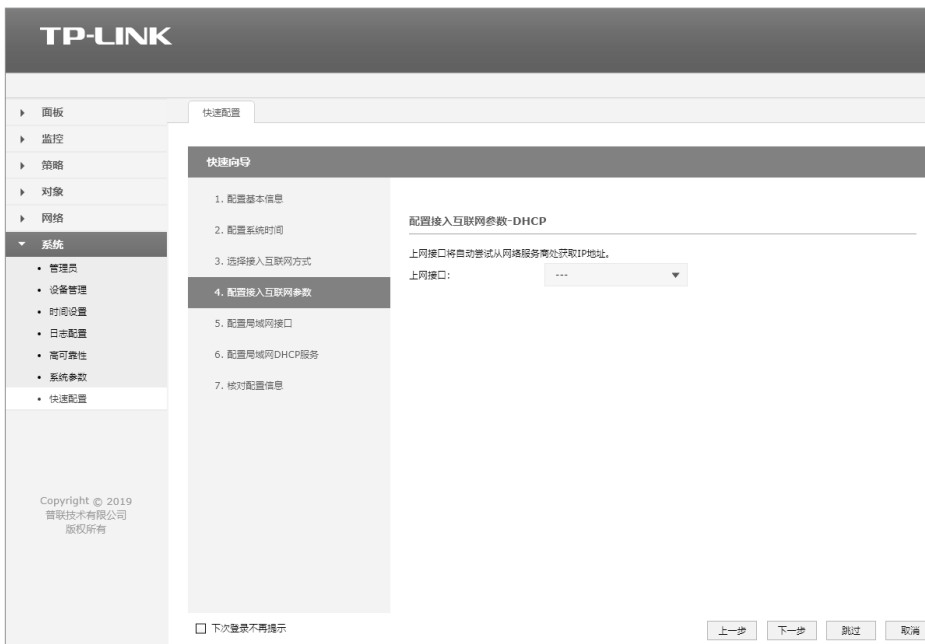 TP-LINK
面板
监控
策略
对象
网络
系统
管理员
设备管理
时间设置
日志配置
高可靠性
系统参数
快速配置
Copyright © 2019
普联技术有限公司
版权所有
快速配置
快速向导
1. 配置基本信息
2. 配置系统时间
3. 选择接入互联网方式
4. 配置接入互联网参数
5. 配置局域网接口
6. 配置局域网DHCP服务
7. 核对配置信息
配置接入互联网参数-DHCP
上网接口将自动尝试从网络服务商处获取IP地址。
上网接口: ---
下次登录不再提示
上一步 下一步 跳过 取消